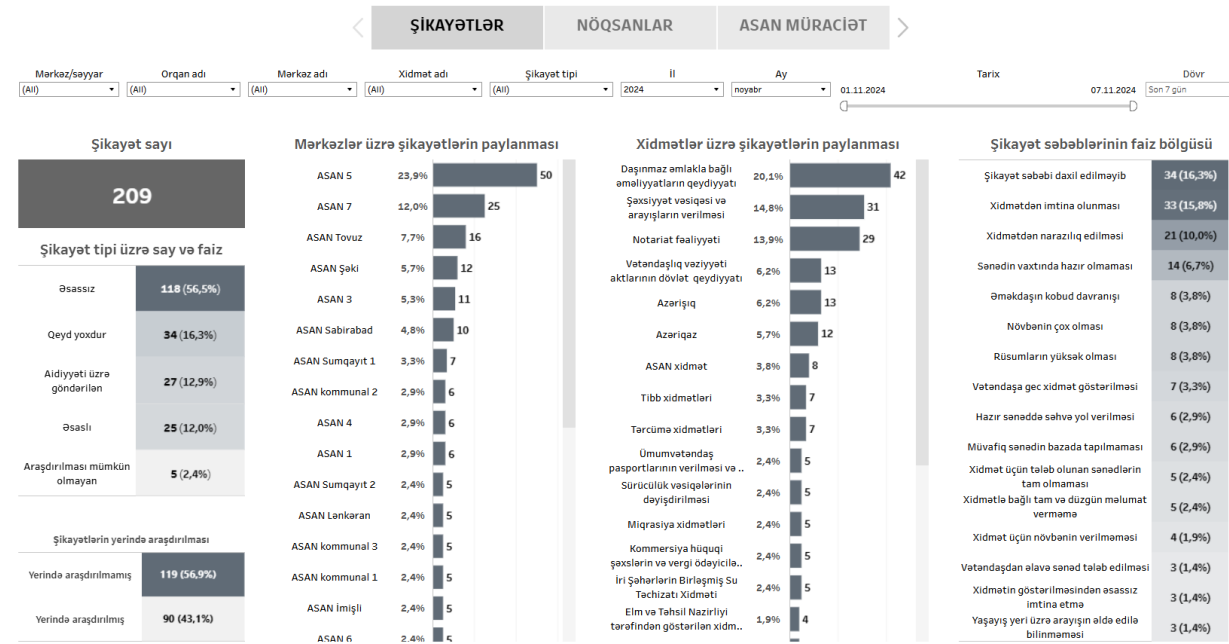 ŞİKAYƏTLƏR
NÖQSANLAR
ASAN MÜRACİƏT
Mərkəz/səyyar
Orqan adı
Mərkəz adı
Xidmət adı
Şikayət tipi
İl
Ay
Tarix
Dövr
(All)
(All)
(All)
(All)
(All)
2024
noyabr
01.11.2024
07.11.2024
Son 7 gün
Şikayət sayı
209
Şikayət tipi üzrə say və faiz
Əsassız 118 (56,5%)
Qeyd yoxdur 34 (16,3%)
Aidiyyəti üzrə
göndərilən
27 (12,9%)
Əsaslı 25 (12,0%)
Araşdırılması mümkün
olmayan
5 (2,4%)
Şikayətlərin yerində araşdırılması
Yerində araşdırılmamış 119 (56,9%)
Yerində araşdırılmış 90 (43,1%)
Mərkəzlər üzrə şikayətlərin paylanması
ASAN 5 23,9% 50
ASAN 7 12,0% 25
ASAN Tovuz 7,7% 16
ASAN Şəki 5,7% 12
ASAN 3 5,3% 11
ASAN Sabirabad 4,8% 10
ASAN Sumqayıt 1 3,3% 7
ASAN kommunal 2 2,9% 6
ASAN 4 2,9% 6
ASAN 1 2,9% 6
ASAN Sumqayıt 2 2,4% 5
ASAN Lənkəran 2,4% 5
ASAN kommunal 3 2,4% 5
ASAN kommunal 1 2,4% 5
ASAN İmişli 2,4% 5
ASAN 6 2,4% 5
Xidmətlər üzrə şikayətlərin paylanması
Daşınmaz əmlakla bağlı
əməliyyatların qeydiyyatı
20,1% 42
Şəxsiyyət vəsiqəsi və
arayışların verilməsi
14,8% 31
Notariat fəaliyyəti 13,9% 29
Vətəndaşlıq vəziyyəti
aktlarının dövlət qeydiyyatı
6,2% 13
Azərişıq 6,2% 13
Azəriqaz 5,7% 12
ASAN xidmət 3,8% 8
Tibb xidmətləri 3,3% 7
Tərcümə xidmətləri 3,3% 7
Ümumvətəndaş
pasportlarının verilməsi və ..
2,4% 5
Sürücülük vəsiqələrinin
dəyişdirilməsi
2,4% 5
Miqrasiya xidmətləri 2,4% 5
Kommersiya hüquqi
şəxslərin və vergi ödəyicilə..
2,4% 5
İri Şəhərlərin Birləşmiş Su
Təchizatı Xidməti
2,4% 5
Elm və Təhsil Nazirliyi
tərəfindən göstərilən xidm..
1,9% 4
Şikayət səbəblərinin faiz bölgüsü
Şikayət səbəbi daxil edilməyib 34 (16,3%)
Xidmətdən imtina olunması 33 (15,8%)
Xidmətdən narazılıq edilməsi 21 (10,0%)
Sənədin vaxtında hazır olmaması 14 (6,7%)
Əməkdaşın kobud davranışı 8 (3,8%)
Növbənin çox olması 8 (3,8%)
Rüsumların yüksək olması 8 (3,8%)
Vətəndaşa gec xidmət göstərilməsi 7 (3,3%)
Hazır sənəddə səhvə yol verilməsi 6 (2,9%)
Müvafiq sənədin bazada tapılmaması 6 (2,9%)
Xidmət üçün tələb olunan sənədlərin
tam olmaması
5 (2,4%)
Xidmətlə bağlı tam və düzgün məlumat
verməmə
5 (2,4%)
Xidmət üçün növbənin verilməməsi 4 (1,9%)
Vətəndaşdan əlavə sənəd tələb edilməsi 3 (1,4%)
Xidmətin göstərilməsindən əsassız
imtina etmə
3 (1,4%)
Yaşayış yeri üzrə arayışın əldə edilə
bilinməməsi
3 (1,4%)